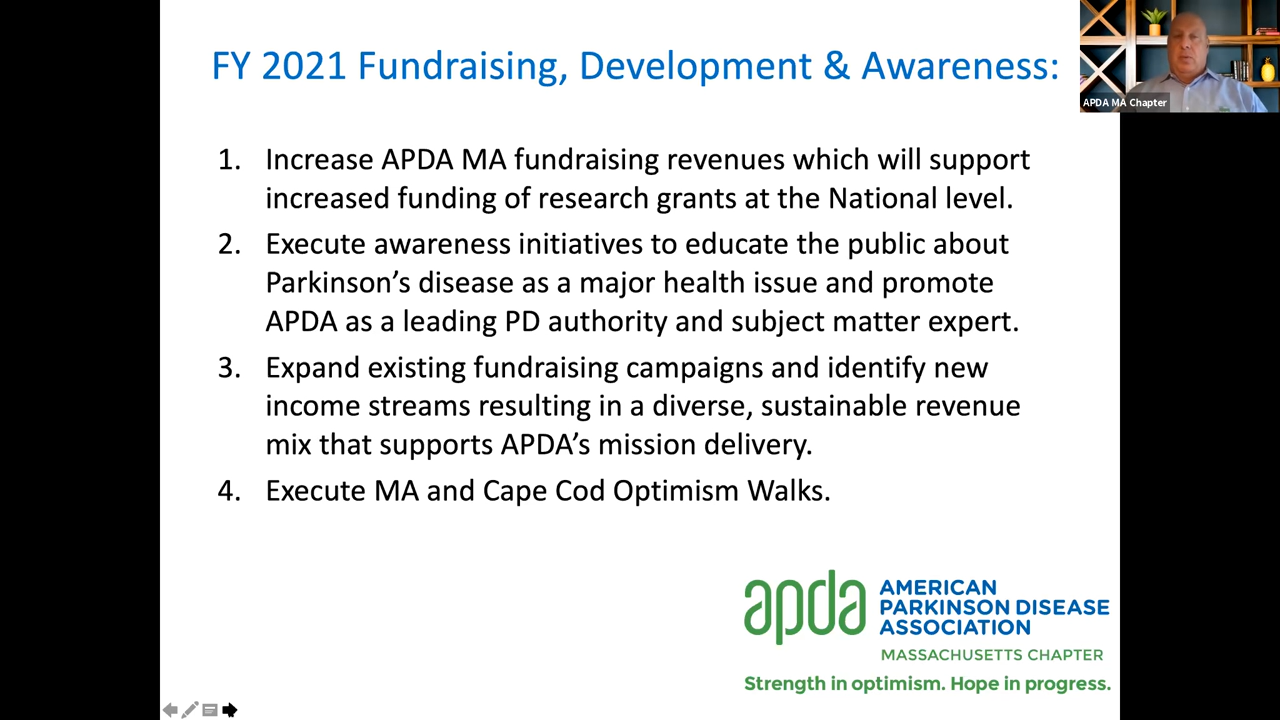 FY 2021 Fundraising, Development & Awareness:
APDA MA Chapter
1. Increase APDA MA fundraising revenues which will support
increased funding of research grants at the National level.
2. Execute awareness initiatives to educate the public about
Parkinson’s disease as a major health issue and promote
APDA as a leading PD authority and subject matter expert.
3. Expand existing fundraising campaigns and identify new
income streams resulting in a diverse, sustainable revenue
mix that supports APDA’s mission delivery.
4. Execute MA and Cape Cod Optimism Walks.
apda
AMERICAN
PARKINSON DISEASE
ASSOCIATION
MASSACHUSETTS CHAPTER
Strength in optimism. Hope in progress.